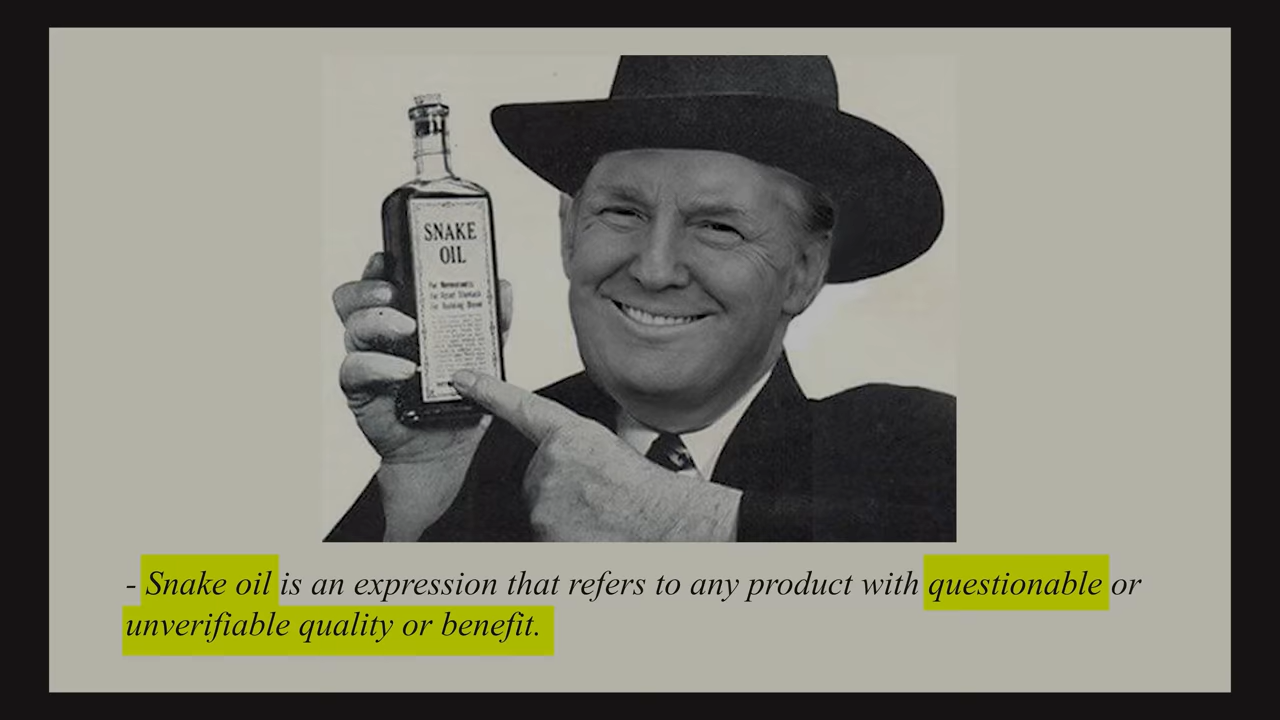 SNAKE
OIL
- Snake oil is an expression that refers to any product with questionable or
unverifiable quality or benefit.